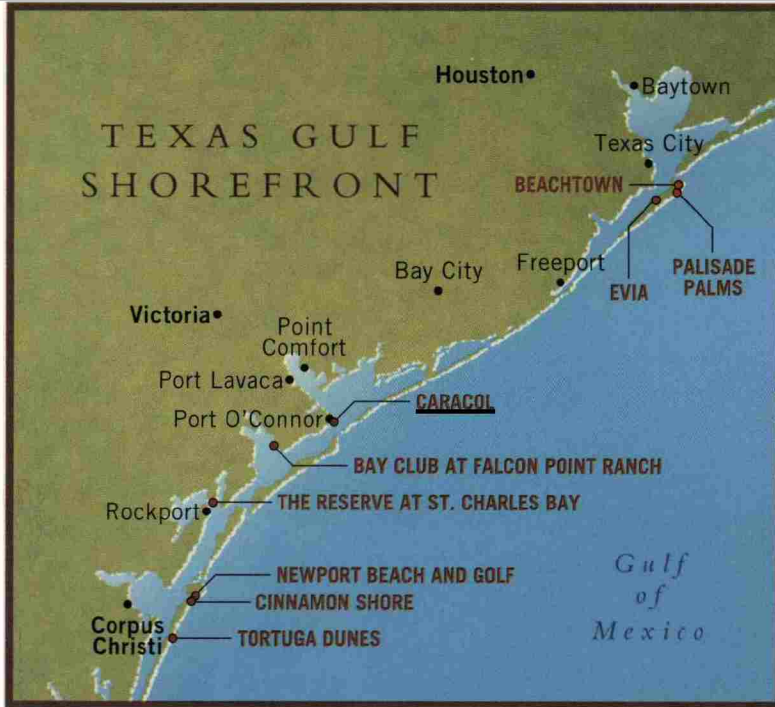 Houston
Baytown
TEXAS GULF
SHOREFRONT
Texas City
BEACHTOWN
PALISADE
PALMS
EVIA
Freeport
Bay City
Victoria
Point
Comfort
Port Lavaca
CARACOL
Port O'Connor
BAY CLUB AT FALCON POINT RANCH
THE RESERVE AT ST. CHARLES BAY
Rockport
NEWPORT BEACH AND GOLF
CINNAMON SHORE
Corpus
Christi
TORTUGA DUNES
Gulf
of
Mexico